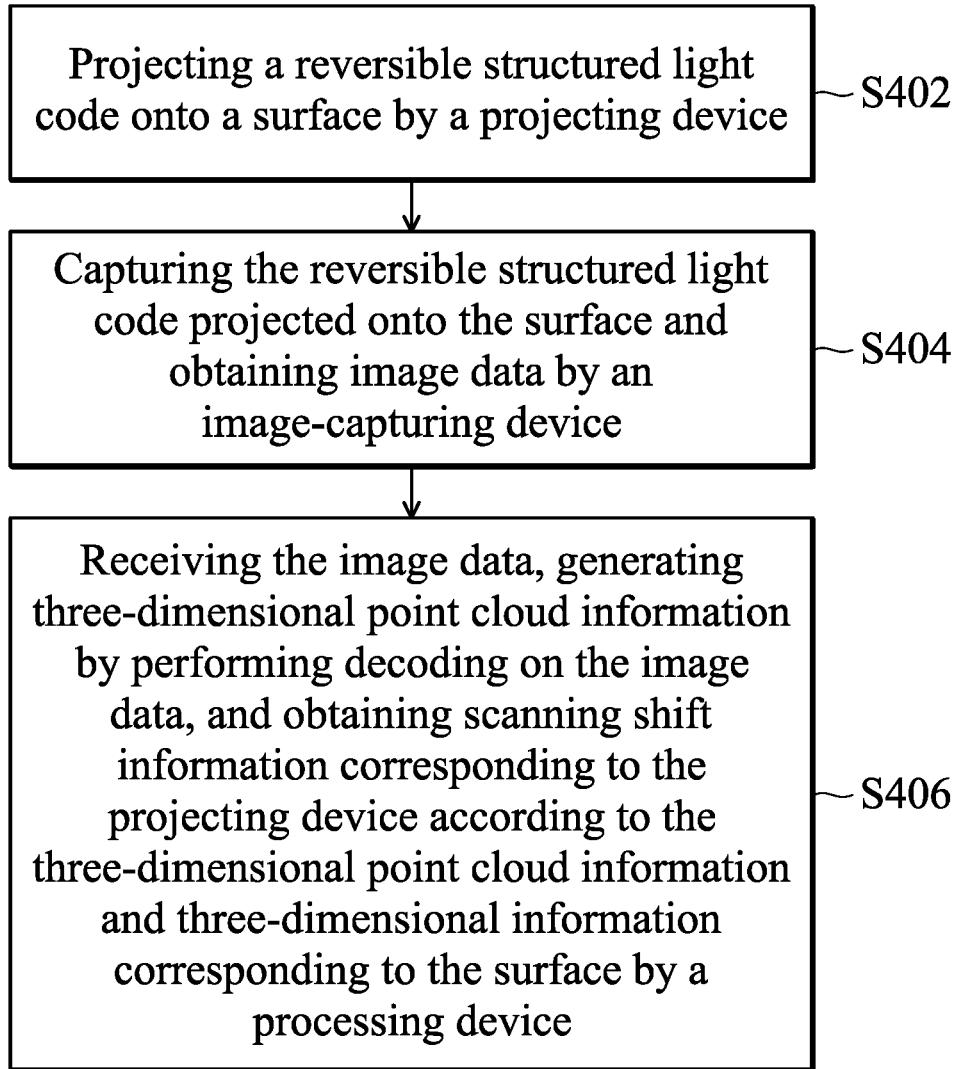 Projecting a reversible structured light
code onto a surface by a projecting device
S402
Capturing the reversible structured light
code projected onto the surface and
obtaining image data by an
image-capturing device
S404
Receiving the image data, generating
three-dimensional point cloud information
by performing decoding on the image
data, and obtaining scanning shift
information corresponding to the
projecting device according to the
three-dimensional point cloud information
and three-dimensional information
corresponding to the surface by a
processing device
S406